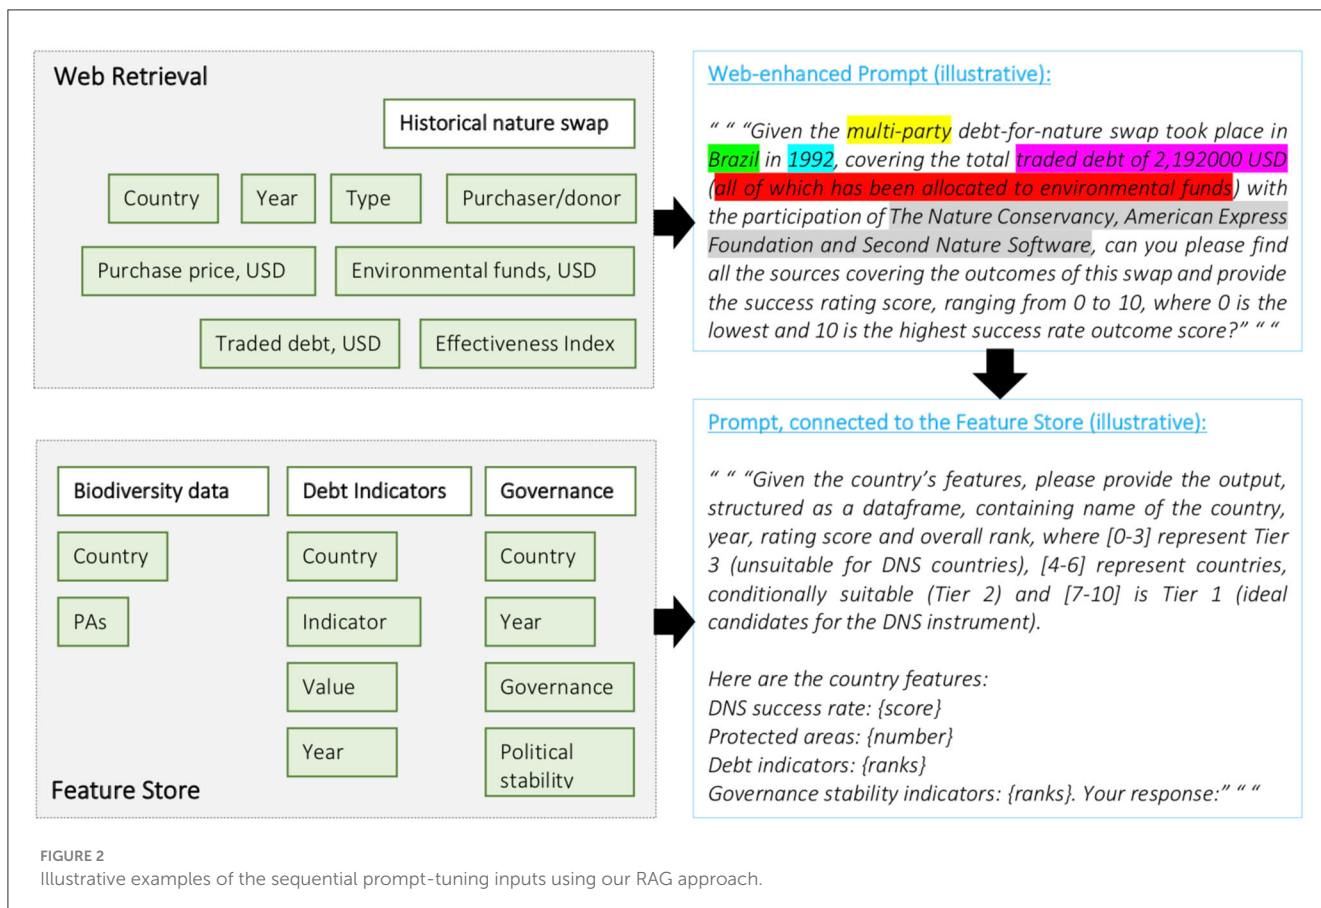 Web Retrieval
Historical nature swap
Country
Year
Type
Purchaser/donor
Purchase price, USD
Environmental funds, USD
Traded debt, USD
Effectiveness Index
Web-enhanced Prompt (illustrative):
“ “ “Given the multi-party debt-for-nature swap took place in
Brazil in 1992, covering the total traded debt of 2,192000 USD
(all of which has been allocated to environmental funds) with
the participation of The Nature Conservancy, American Express
Foundation and Second Nature Software, can you please find
all the sources covering the outcomes of this swap and provide
the success rating score, ranging from 0 to 10, where 0 is the
lowest and 10 is the highest success rate outcome score?” “ “
Biodiversity data
Country
PAs
Debt Indicators
Country
Indicator
Value
Year
Governance
Country
Year
Governance
Political
stability
Feature Store
Prompt, connected to the Feature Store (illustrative):
“ “ “Given the country’s features, please provide the output,
structured as a dataframe, containing name of the country,
year, rating score and overall rank, where [0-3] represent Tier
3 (unsuitable for DNS countries), [4-6] represent countries,
conditionally suitable (Tier 2) and [7-10] is Tier 1 (ideal
candidates for the DNS instrument).
Here are the country features:
DNS success rate: {score}
Protected areas: {number}
Debt indicators: {ranks}
Governance stability indicators: {ranks}. Your response:” “ “
FIGURE 2
Illustrative examples of the sequential prompt-tuning inputs using our RAG approach.